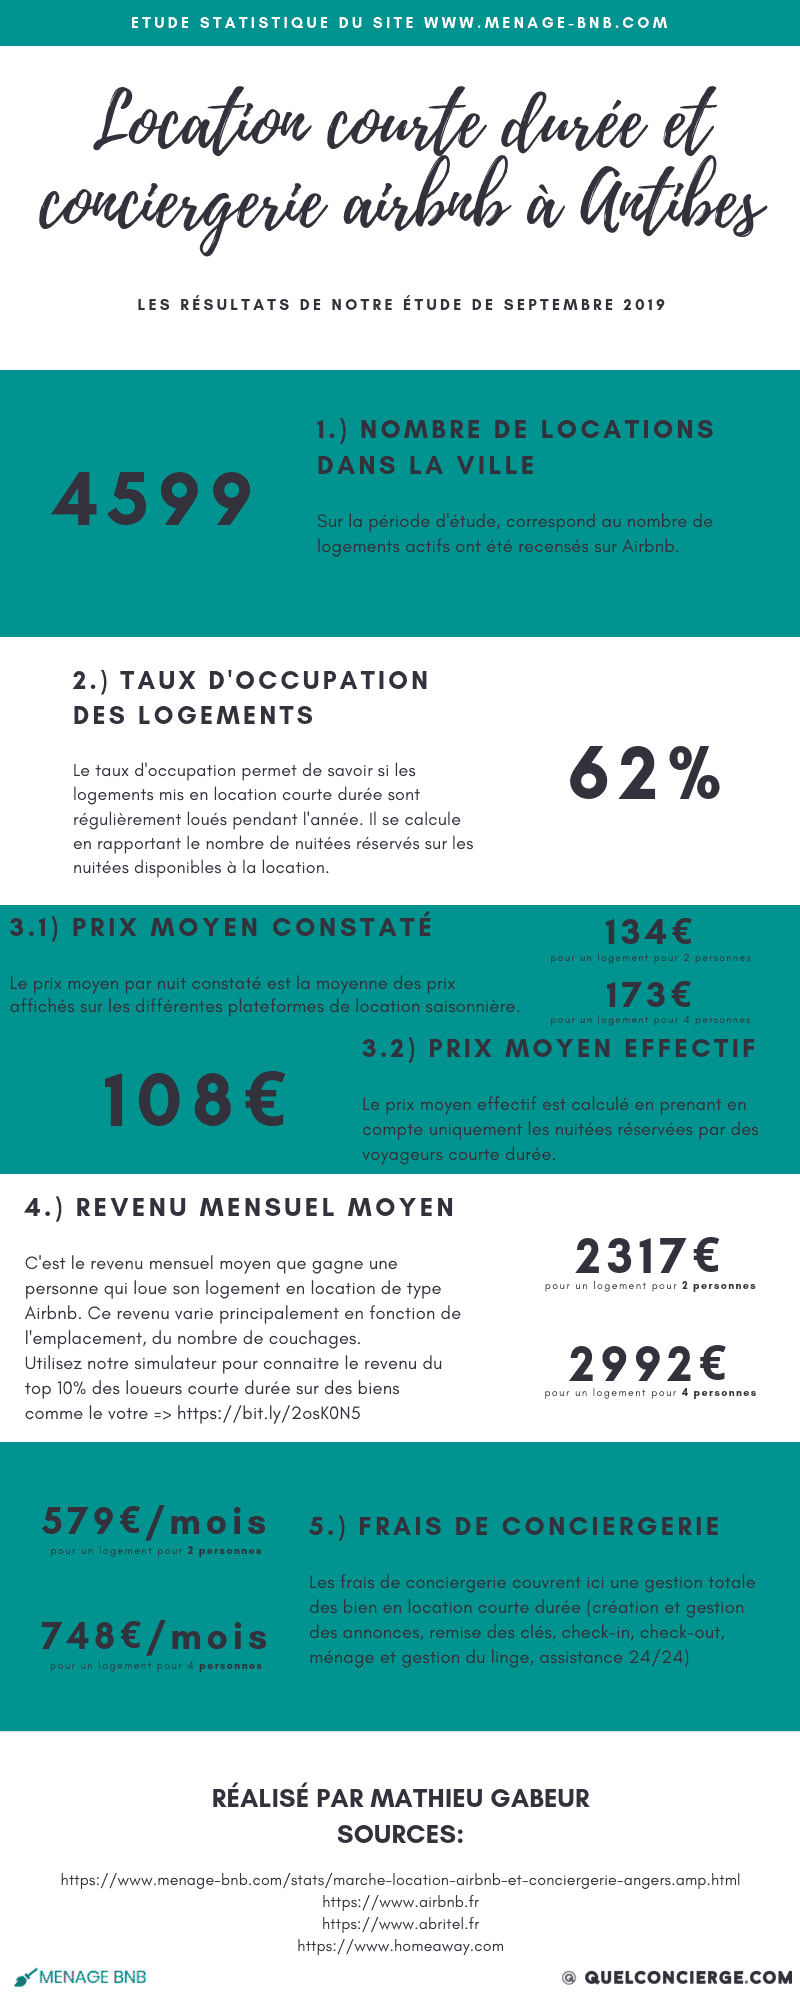 ETUDE STATISTIQUE DU SITE WWW.MENAGE-BNB.COM
Location courte durée et
conciergerie airbnb à Antibes
LES RÉSULTATS DE NOTRE ÉTUDE DE SEPTEMBRE 2019
4599
1.) NOMBRE DE LOCATIONS
DANS LA VILLE
Sur la période d'étude, correspond au nombre de
logements actifs ont été recensés sur Airbnb.
2.) TAUX D'OCCUPATION
DES LOGEMENTS
Le taux d'occupation permet de savoir si les
logements mis en location courte durée sont
régulièrement loués pendant l'année. Il se calcule
en rapportant le nombre de nuitées réservés sur les
nuitées disponibles à la location.
62%
3.1) PRIX MOYEN CONSTATÉ
Le prix moyen par nuit constaté est la moyenne des prix
affichés sur les différentes plateformes de location saisonnière.
134€
pour un logement pour 2 personnes
173€
pour un logement pour 4 personnes
108€
3.2) PRIX MOYEN EFFECTIF
Le prix moyen effectif est calculé en prenant en
compte uniquement les nuitées réservées par des
voyageurs courte durée.
4.) REVENU MENSUEL MOYEN
C'est le revenu mensuel moyen que gagne une
personne qui loue son logement en location de type
Airbnb. Ce revenu varie principalement en fonction de
l'emplacement, du nombre de couchages.
Utilisez notre simulateur pour connaitre le revenu du
top 10% des loueurs courte durée sur des biens
comme le votre => https://bit.ly/2osK0N5
2317€
pour un logement pour 2 personnes
2992€
pour un logement pour 4 personnes
579€/mois
pour un logement pour 2 personnes
748€/mois
pour un logement pour 4 personnes
5.) FRAIS DE CONCIERGERIE
Les frais de conciergerie couvrent ici une gestion totale
des bien en location courte durée (création et gestion
des annonces, remise des clés, check-in, check-out,
ménage et gestion du linge, assistance 24/24)
RÉALISÉ PAR MATHIEU GABEUR
SOURCES:
https://www.menage-bnb.com/stats/marche-location-airbnb-et-conciergerie-angers.amp.html
https://www.airbnb.fr
https://www.abritel.fr
https://www.homeaway.com
MENAGE BNB
@ QUELCONCIERGE.COM